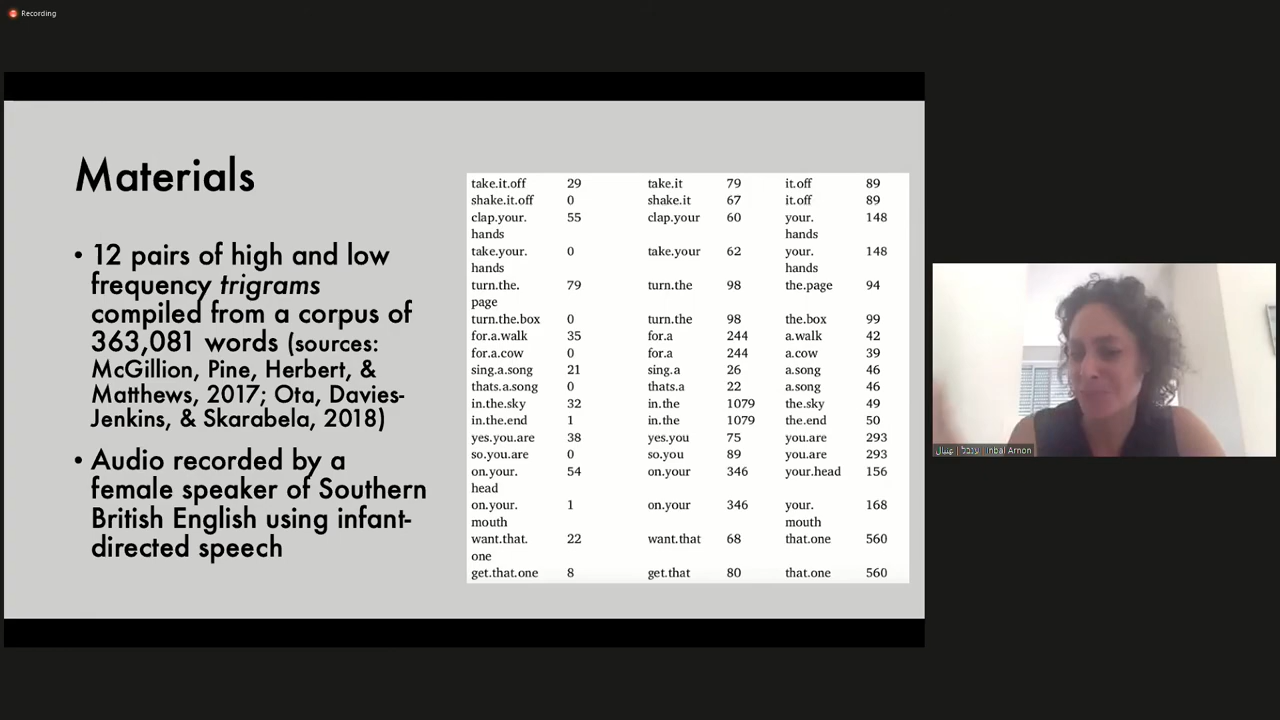 Recording
Materials
• 12 pairs of high and low
frequency trigrams
compiled from a corpus of
363,081 words (sources:
McGillion, Pine, Herbert, &
Matthews, 2017; Ota, Davies-
Jenkins, & Skarabela, 2018)
• Audio recorded by a
female speaker of Southern
British English using infant-
directed speech
take.it.off 29 take.it 79 it.off 89
shake.it.off 0 shake.it 67 it.off 89
clap.your. 55 clap.your 60 your. 148
hands hands
take.your. 0 take.your 62 your. 148
hands hands
turn.the. 79 turn.the 98 the.page 94
page
turn.the.box 0 turn.the 98 the.box 99
for.a.walk 35 for.a 244 a.walk 42
for.a.cow 0 for.a 244 a.cow 39
sing.a.song 21 sing.a 26 a.song 46
thats.a.song 0 thats.a 22 a.song 46
in.the.sky 32 in.the 1079 the.sky 49
in.the.end 1 in.the 1079 the.end 50
yes.you.are 38 yes.you 75 you.are 293
so.you.are 0 so.you 89 you.are 293
on.your. 54 on.your 346 your.head 156
head
on.your. 1 on.your 346 your. 168
mouth mouth
want.that. 22 want.that 68 that.one 560
one
get.that.one 8 get.that 80 that.one 560
عنبال | ענבל | Inbal Arnon